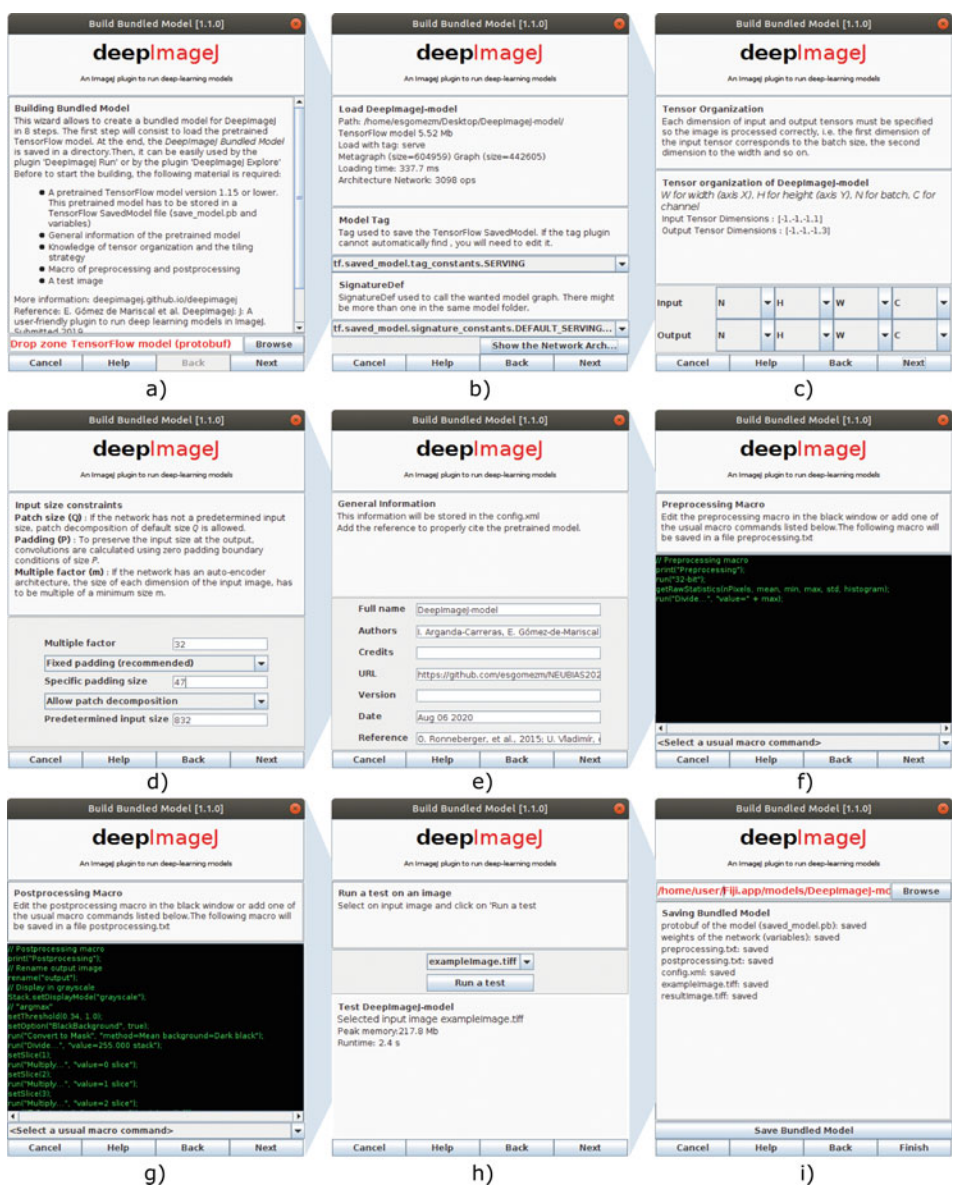 Build Bundled Model [1.1.0]
deepImageJ
An ImageJ plugin to run deep-learning models
Building Bundled Model
This wizard allows to create a bundled model for DeepImageJ
in 8 steps. The first step will consist to load the pretrained
TensorFlow model. At the end, the DeepImageJ Bundled Model
is saved in a directory.Then, it can be easily used by the
plugin 'DeepImageJ Run' or by the plugin 'DeepImageJ Explore'
Before to start the building, the following material is required:
● A pretrained TensorFlow model version 1.15 or lower.
This pretrained model has to be stored in a
TensorFlow SavedModel file (save_model.pb and
variables)
● General information of the pretrained model
● Knowledge of tensor organization and the tiling
strategy
● Macro of preprocessing and postprocessing
● A test image
More information: deepimagej.github.io/deepimagej
Reference: E. Gómez de Mariscal et al. DeepImageJ: A
user-friendly plugin to run deep learning models in ImageJ.
Submitted 2019
Drop zone TensorFlow model (protobuf) Browse
Cancel Help Back Next
a)
Build Bundled Model [1.1.0]
deepImageJ
An ImageJ plugin to run deep-learning models
Load DeepImageJ-model
Path: /home/esgomezm/Desktop/DeepImageJ-model/
TensorFlow model 5.52 Mb
Load with tag: serve
Metagraph (size=604959) Graph (size=442605)
Loading time: 337.7 ms
Architecture Network: 3098 ops
Model Tag
Tag used to save the TensorFlow SavedModel. If the tag plugin
cannot automatically find , you will need to edit it.
tf.saved_model.tag_constants.SERVING
SignatureDef
SignatureDef used to call the wanted model graph. There might
be more than one in the same model folder.
tf.saved_model.signature_constants.DEFAULT_SERVING...
Show the Network Arch...
Cancel Help Back Next
b)
Build Bundled Model [1.1.0]
deepImageJ
An ImageJ plugin to run deep-learning models
Tensor Organization
Each dimension of input and output tensors must be specified
so the image is processed correctly, i.e. the first dimension of
the input tensor corresponds to the batch size, the second
dimension to the width and so on.
Tensor organization of DeepImageJ-model
W for width (axis X), H for height (axis Y), N for batch, C for
channel
Input Tensor Dimensions : [-1,-1,-1,1]
Output Tensor Dimensions : [-1,-1,-1,3]
Input N H W C
Output N H W C
Cancel Help Back Next
c)
Build Bundled Model [1.1.0]
deepImageJ
An ImageJ plugin to run deep-learning models
Input size constraints
Patch size (Q) : If the network has not a predetermined input
size, patch decomposition of default size Q is allowed.
Padding (P) : To preserve the input size at the output,
convolutions are calculated using zero padding boundary
conditions of size P.
Multiple factor (m) : If the network has an auto-encoder
architecture, the size of each dimension of the input image, has
to be multiple of a minimum size m.
Multiple factor 32
Fixed padding (recommended)
Specific padding size 47
Allow patch decomposition
Predetermined input size 832
Cancel Help Back Next
d)
Build Bundled Model [1.1.0]
deepImageJ
An ImageJ plugin to run deep-learning models
General Information
This information will be stored in the config.xml
Add the reference to properly cite the pretrained model.
Full name DeepImageJ-model
Authors I. Arganda-Carreras, E. Gómez-de-Mariscal
Credits
URL https://github.com/esgomezm/NEUBIAS202
Version
Date Aug 06 2020
Reference O. Ronneberger, et al., 2015; U. Vladimir,
Cancel Help Back Next
e)
Build Bundled Model [1.1.0]
deepImageJ
An ImageJ plugin to run deep-learning models
Preprocessing Macro
Edit the preprocessing macro in the black window or add one of
the usual macro commands listed below.The following macro will
be saved in a file preprocessing.txt
// Preprocessing macro
print("Preprocessing");
run("32-bit");
getRawStatistics(nPixels, mean, min, max, std, histogram);
run("Divide...", "value=" + max);
<Select a usual macro command>
Cancel Help Back Next
f)
Build Bundled Model [1.1.0]
deepImageJ
An ImageJ plugin to run deep-learning models
Postprocessing Macro
Edit the postprocessing macro in the black window or add one of
the usual macro commands listed below.The following macro will
be saved in a file postprocessing.txt
// Postprocessing macro
print("Postprocessing");
// Rename output image
rename("output");
// Display in grayscale
Stack.setDisplayMode("grayscale");
// "argmax"
setThreshold(0.34, 1.0);
setOption("BlackBackground", true);
run("Convert to Mask", "method=Mean background=Dark black");
run("Divide...", "value=255.000 stack");
setSlice(1);
run("Multiply...", "value=0 slice");
setSlice(2);
run("Multiply...", "value=1 slice");
setSlice(3);
run("Multiply...", "value=2 slice");
<Select a usual macro command>
Cancel Help Back Next
g)
Build Bundled Model [1.1.0]
deepImageJ
An ImageJ plugin to run deep-learning models
Run a test on an image
Select on input image and click on 'Run a test
exampleImage.tiff
Run a test
Test DeepImageJ-model
Selected input image exampleImage.tiff
Peak memory:217.8 Mb
Runtime: 2.4 s
Cancel Help Back Next
h)
Build Bundled Model [1.1.0]
deepImageJ
An ImageJ plugin to run deep-learning models
/home/user/Fiji.app/models/DeepImageJ-mo Browse
Saving Bundled Model
protobuf of the model (saved_model.pb): saved
weights of the network (variables): saved
preprocessing.txt: saved
postprocessing.txt: saved
config.xml: saved
exampleImage.tiff: saved
resultImage.tiff: saved
Save Bundled Model
Cancel Help Back Finish
i)